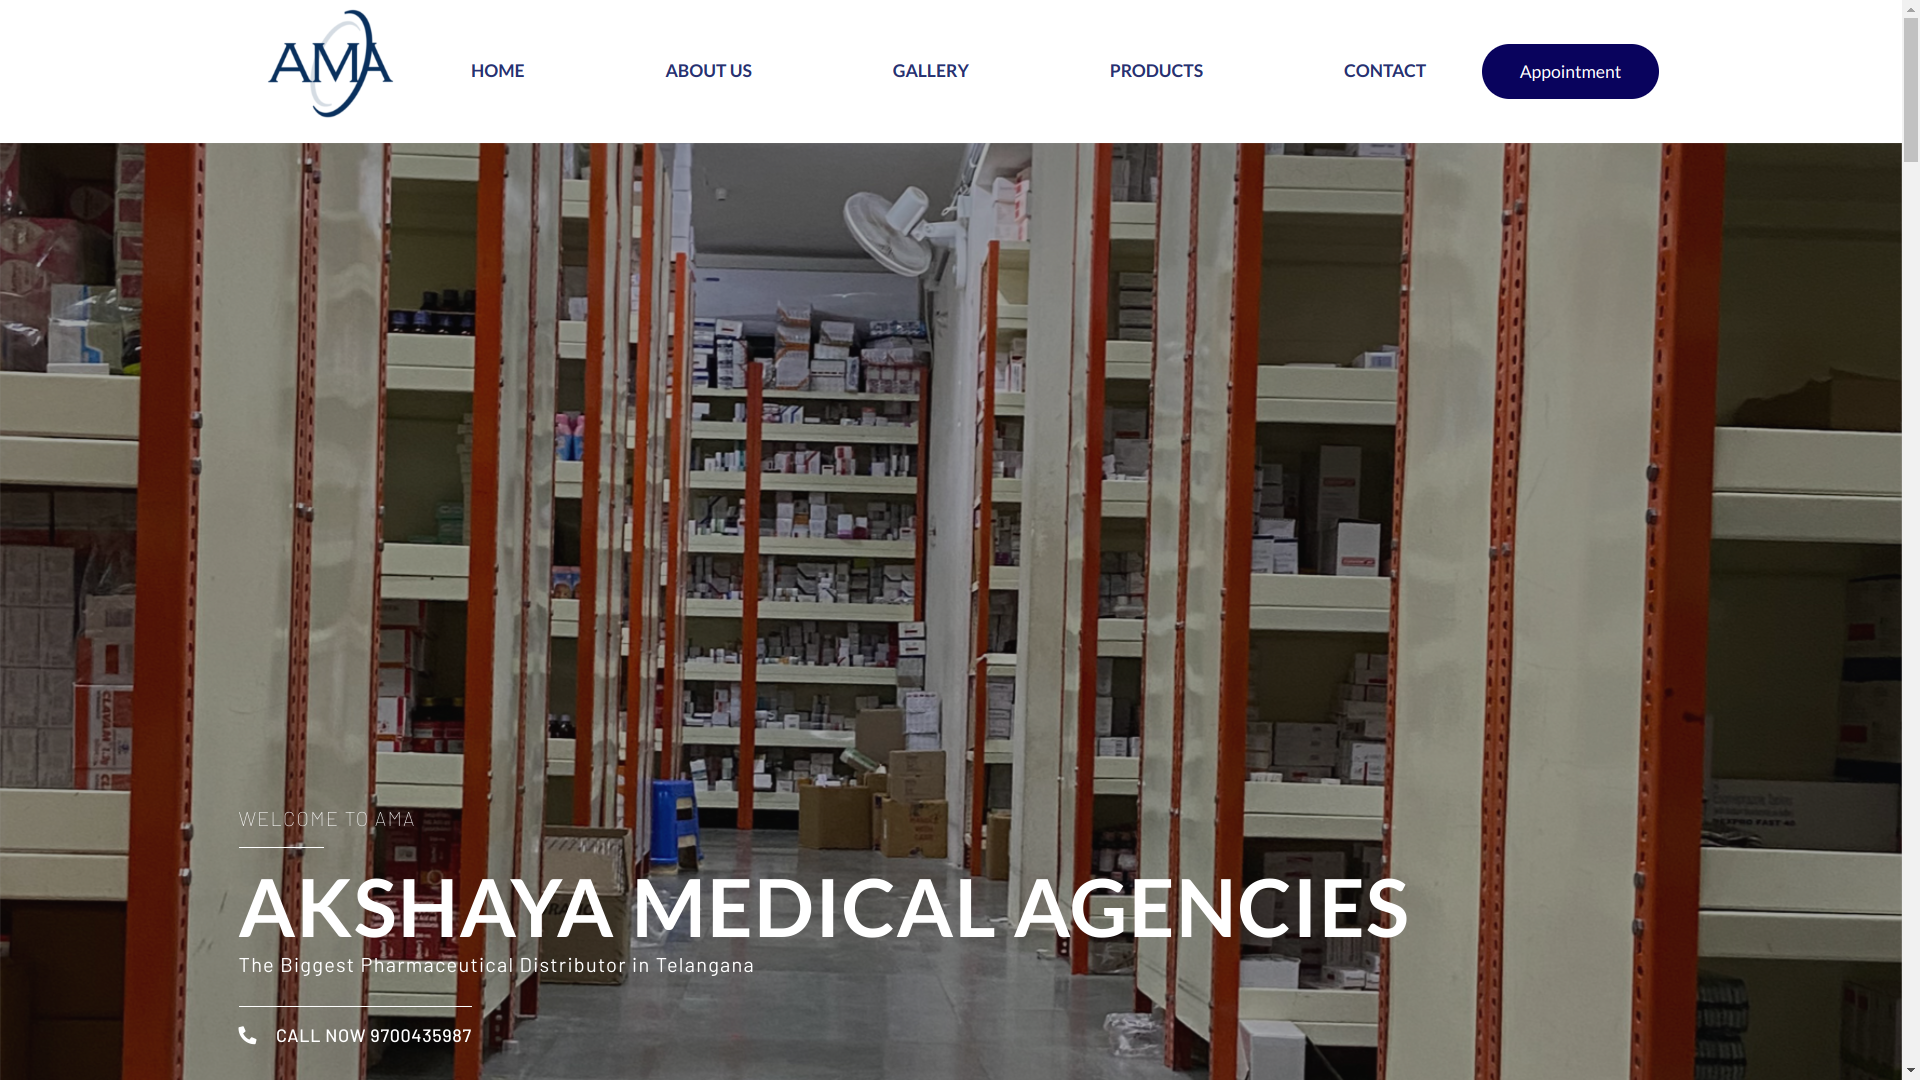 AMA
HOME
ABOUT US
GALLERY
PRODUCTS
CONTACT
Appointment
WELCOME TO AMA
AKSHAYA MEDICAL AGENCIES
The Biggest Pharmaceutical Distributor in Telangana
CALL NOW 9700435987